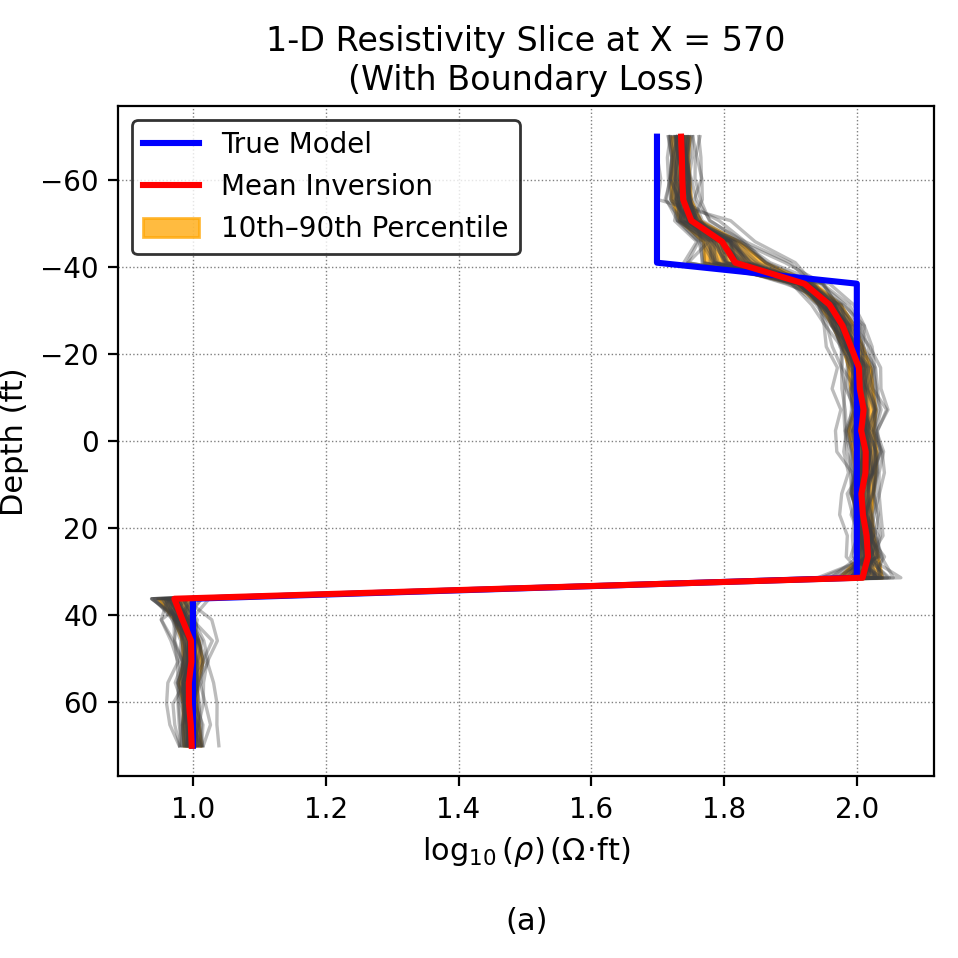 1-D Resistivity Slice at X = 570
(With Boundary Loss)
True Model
Mean Inversion
10th–90th Percentile
Depth (ft)
−60
−40
−20
0
20
40
60
1.0 1.2 1.4 1.6 1.8 2.0
log₁₀ (ρ) (Ω·ft)
(a)